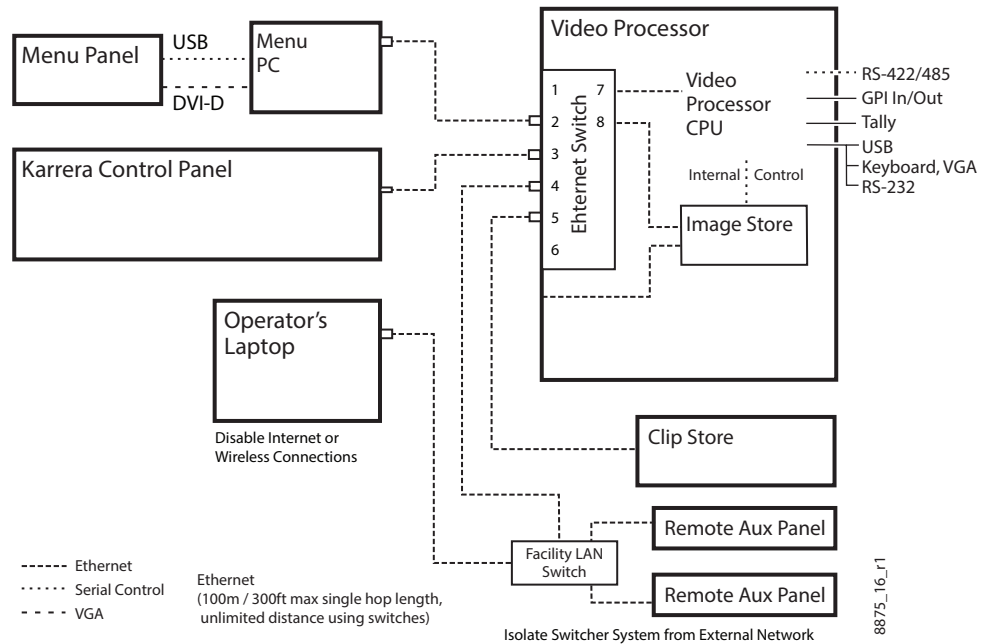 Menu Panel
USB
DVI-D
Menu
PC
Video Processor
1
2
3
4
5
6
7
8
Ehternet Switch
Video
Processor
CPU
Internal
Control
Image Store
RS-422/485
GPI In/Out
Tally
USB
Keyboard, VGA
RS-232
Karrera Control Panel
Operator's
Laptop
Disable Internet or
Wireless Connections
Clip Store
Facility LAN
Switch
Remote Aux Panel
Remote Aux Panel
Ethernet
Serial Control
VGA
Ethernet
(100m / 300ft max single hop length,
unlimited distance using switches)
Isolate Switcher System from External Network
8875_16_r1